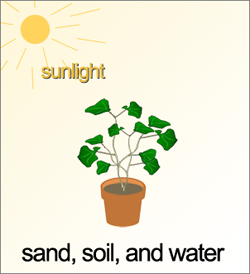 sunlight
sand, soil, and water